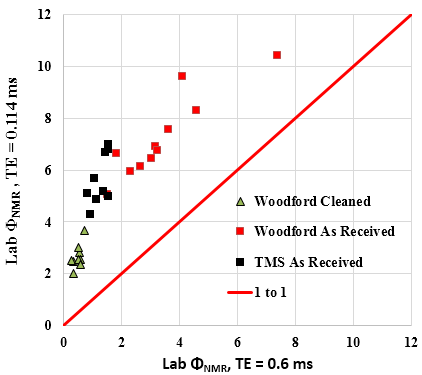 12
10
8
6
4
2
0
Lab ΦNMR , TE = 0.114 ms
Woodford Cleaned
Woodford As Received
TMS As Received
1 to 1
0 2 4 6 8 10 12
Lab ΦNMR, TE = 0.6 ms